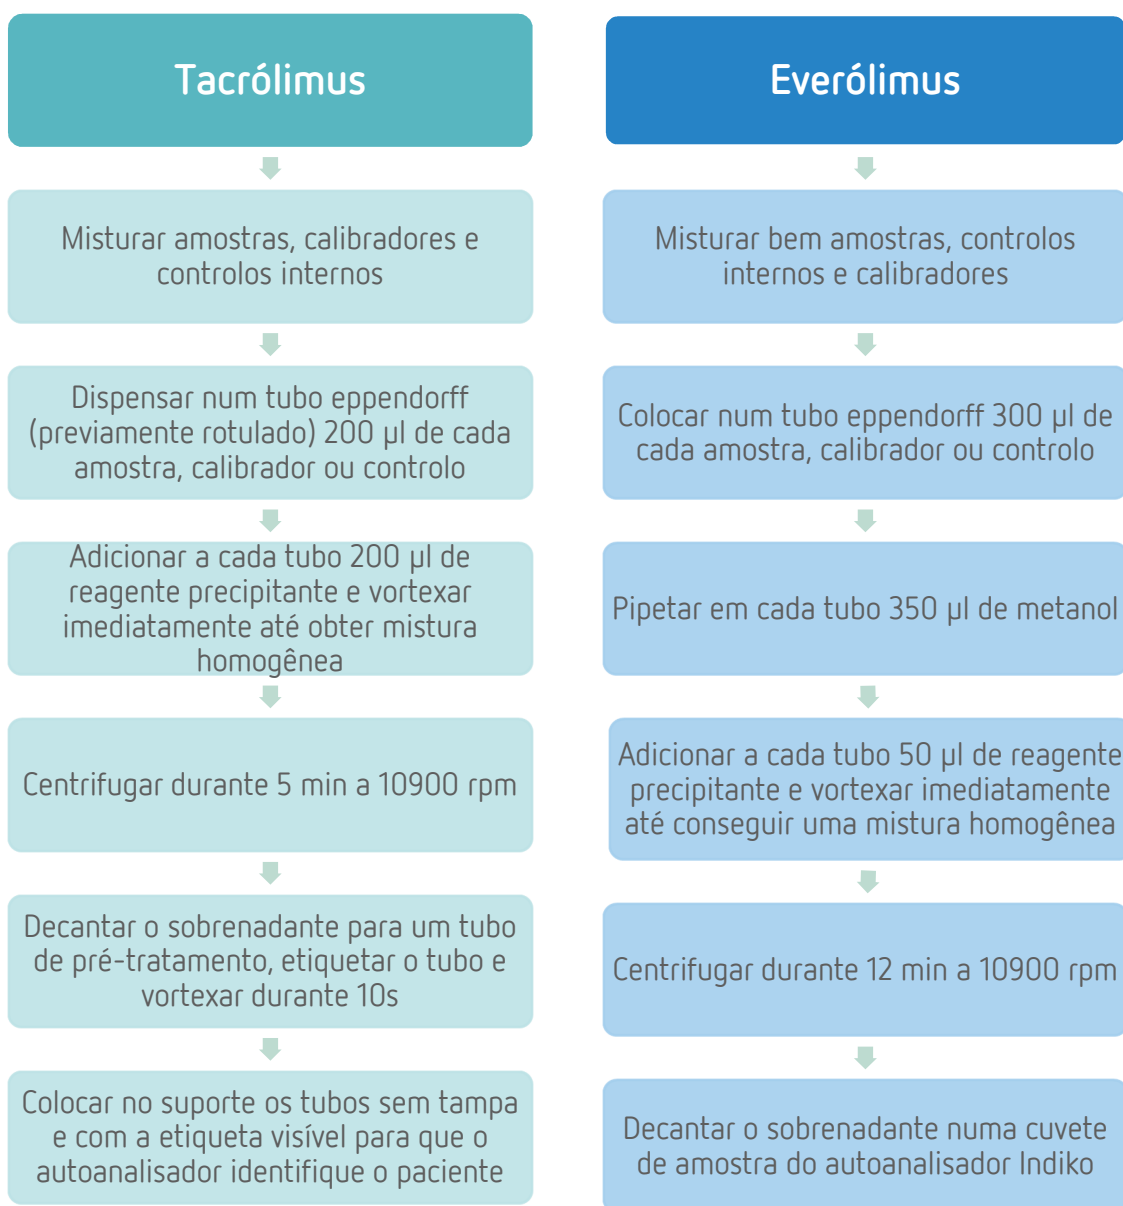 Tacrólimus
Misturar amostras, calibradores e
controlos internos
Dispensar num tubo eppendorff
(previamente rotulado) 200 µl de cada
amostra, calibrador ou controlo
Adicionar a cada tubo 200 µl de
reagente precipitante e vortexar
imediatamente até obter mistura
homogênea
Centrifugar durante 5 min a 10900 rpm
Decantar o sobrenadante para um tubo
de pré-tratamento, etiquetar o tubo e
vortexar durante 10s
Colocar no suporte os tubos sem tampa
e com a etiqueta visível para que o
autoanalisador identifique o paciente
Everólimus
Misturar bem amostras, controlos
internos e calibradores
Colocar num tubo eppendorff 300 µl de
cada amostra, calibrador ou controlo
Pipetar em cada tubo 350 µl de metanol
Adicionar a cada tubo 50 µl de reagente
precipitante e vortexar imediatamente
até conseguir uma mistura homogênea
Centrifugar durante 12 min a 10900 rpm
Decantar o sobrenadante numa cuvete
de amostra do autoanalisador Indiko